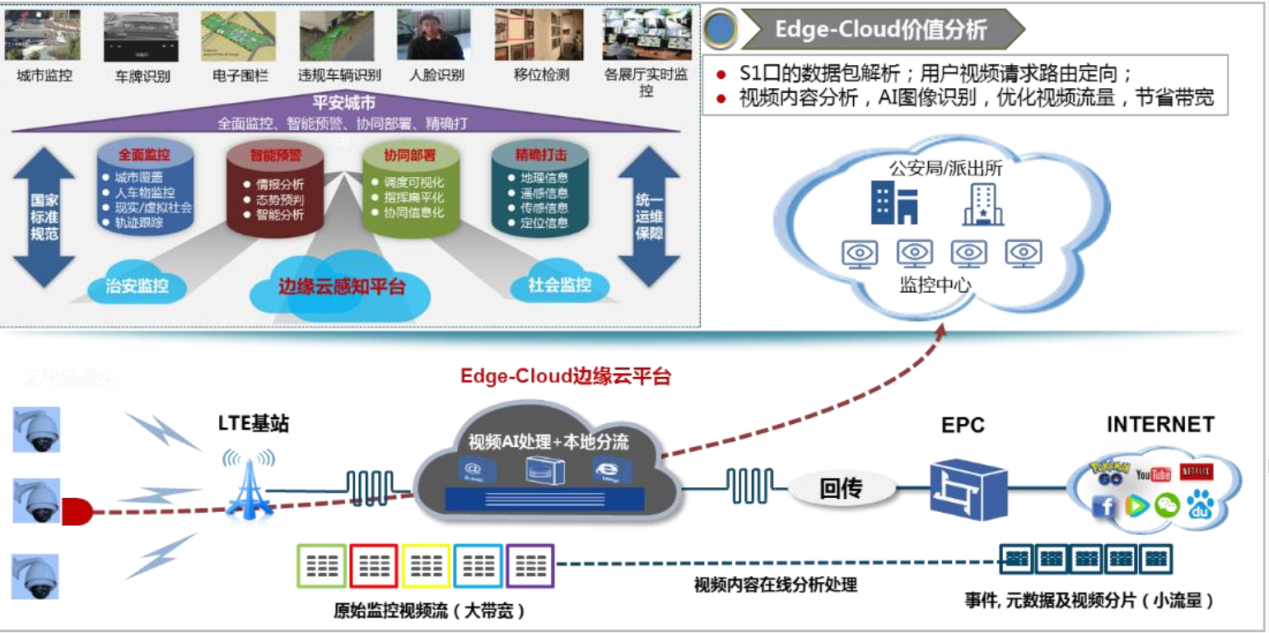 城市监控
车牌识别
电子围栏
违规车辆识别
人脸识别
移位检测
各展厅实时监
控
平安城市
全面监控、智能预警、协同部署、精确打
国家
标准
规范
全面监控
城市覆盖
人车物监控
现实/虚拟社会
轨迹跟踪
智能预警
情报分析
态势预判
智能分析
协同部署
调度可视化
指挥扁平化
协同信息化
精确打击
地理信息
遥感信息
传感信息
定位信息
统一
运维
保障
治安监控
边缘云感知平台
社会监控
Edge-Cloud价值分析
S1口的数据包解析；用户视频请求路由定向；
视频内容分析，AI图像识别，优化视频流量，节省带宽
公安局/派出所
监控中心
Edge-Cloud边缘云平台
LTE基站
视频AI处理+本地分流
回传
EPC
INTERNET
POKEMON
GO
YouTube
NETFLIX
f
du
视频内容在线分析处理
原始监控视频流（大带宽）
事件, 元数据及视频分片（小流量）